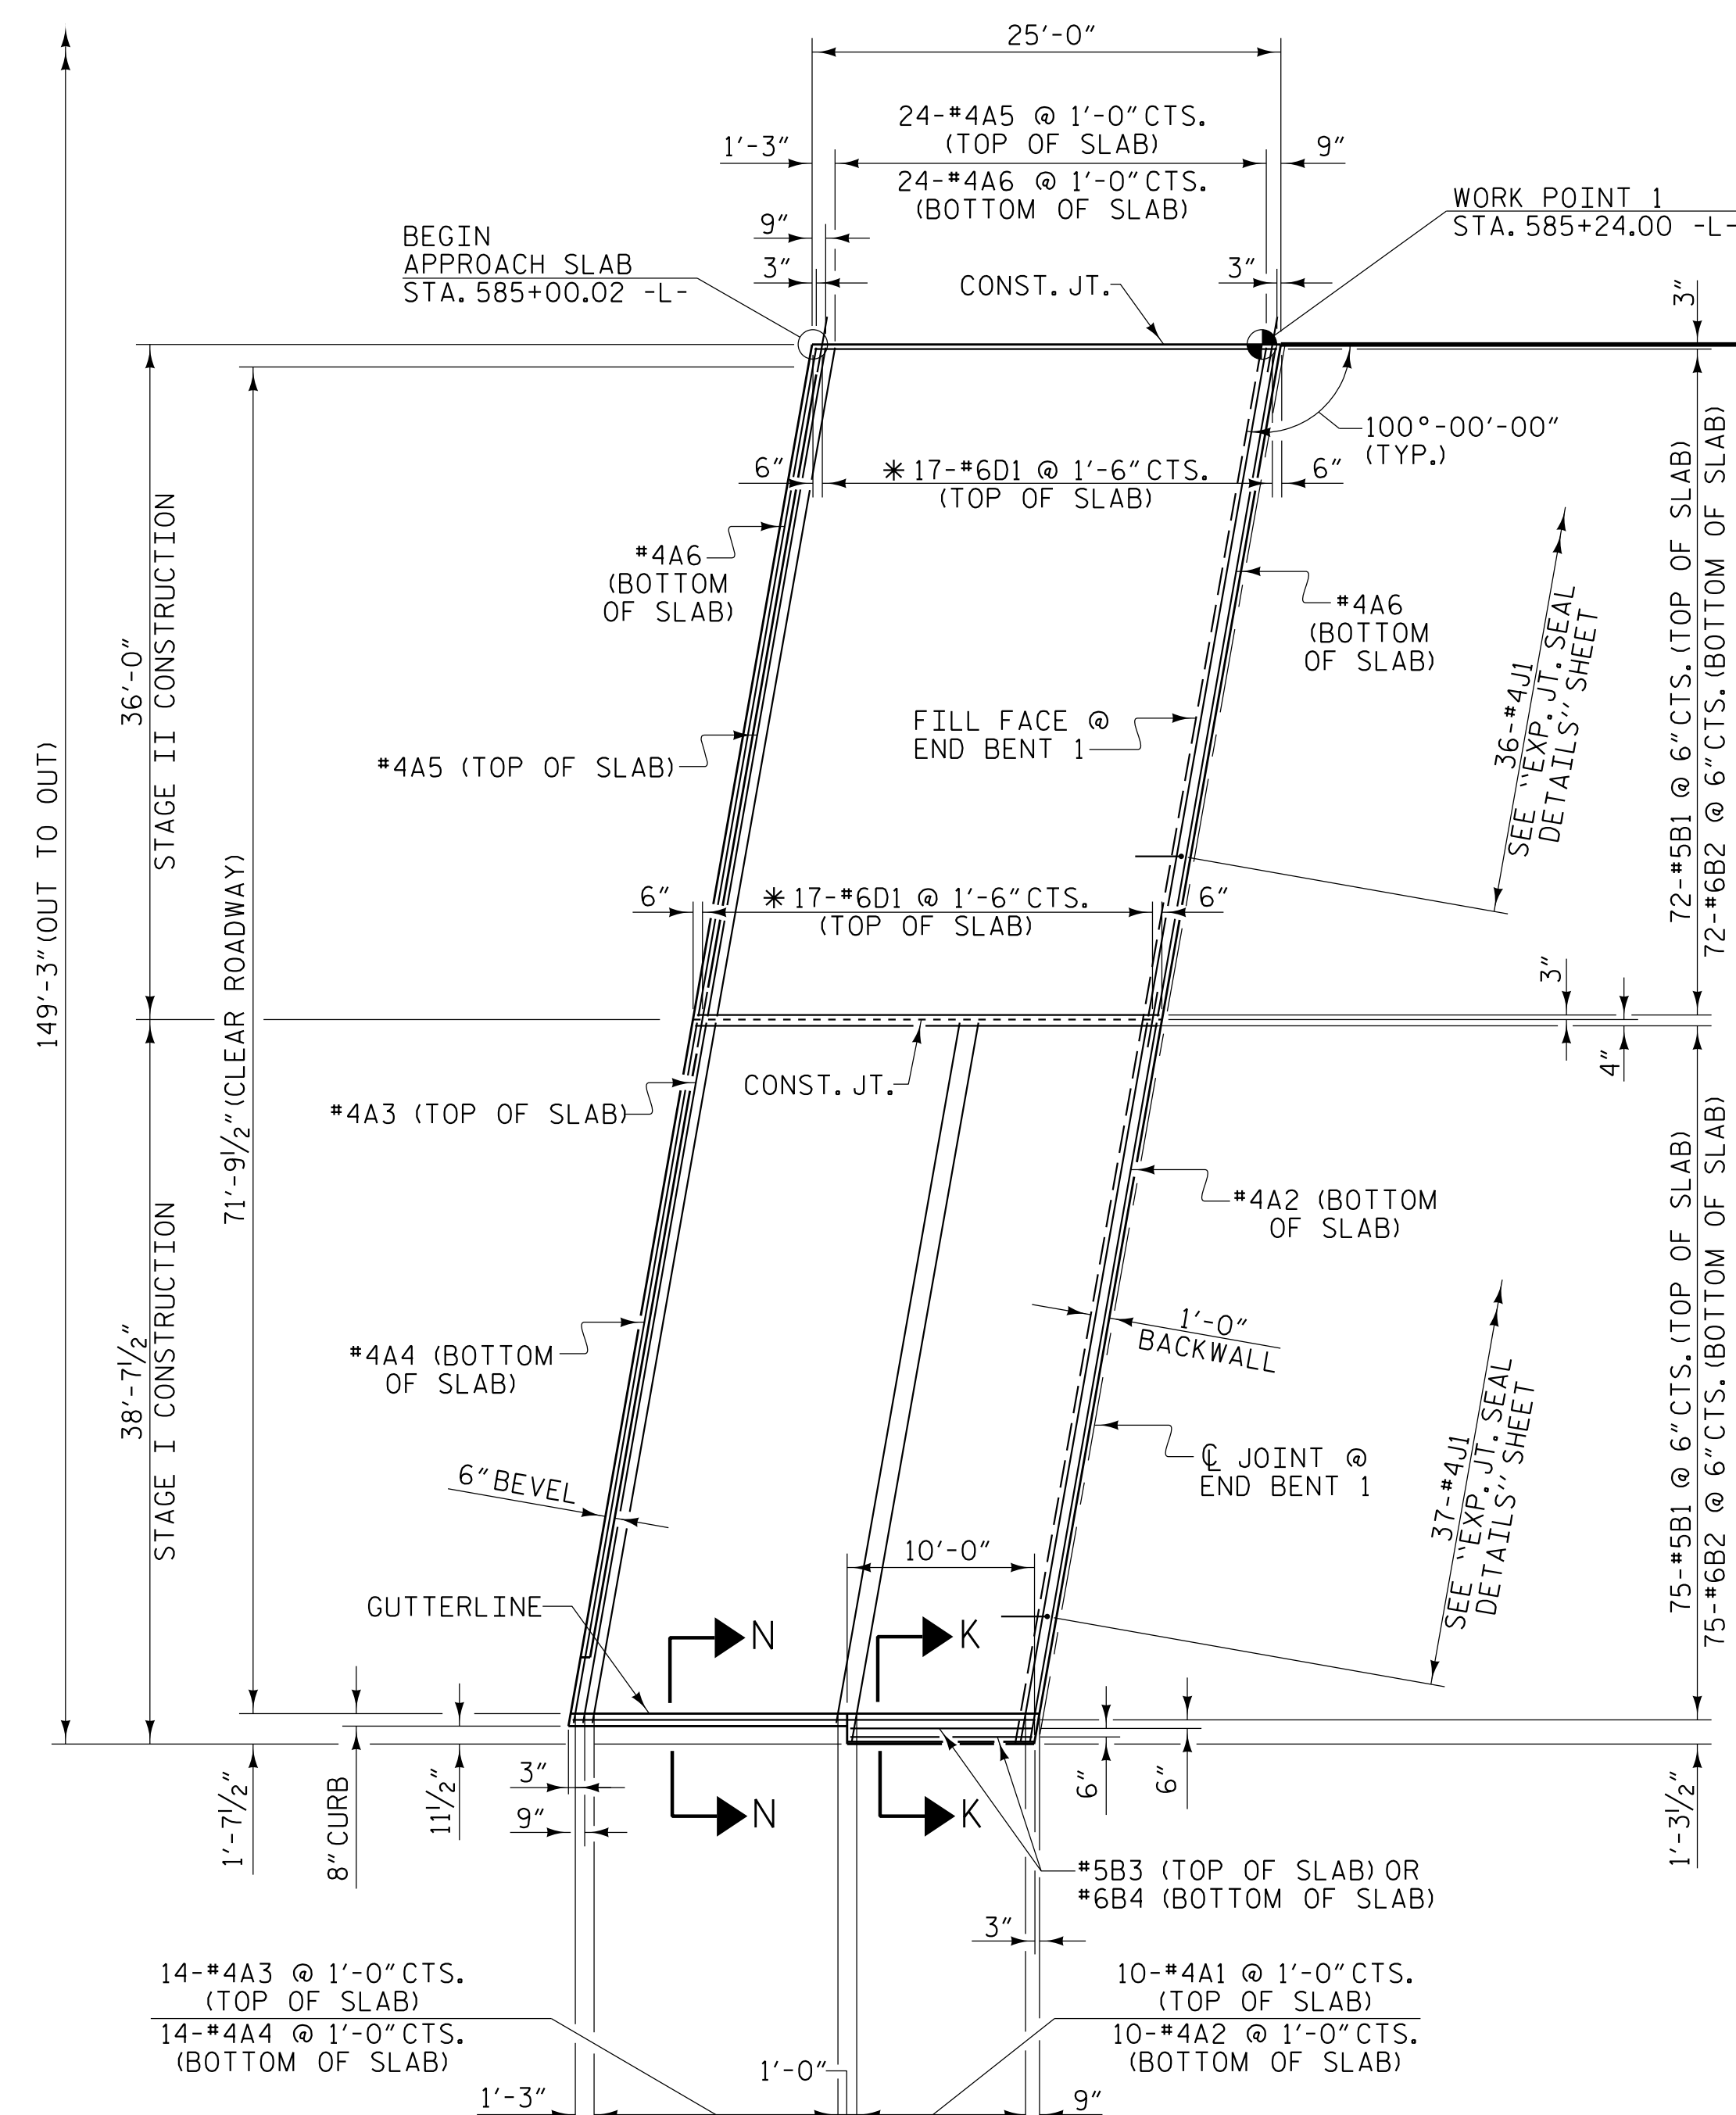 25'-0"
24-#4A5 @ 1'-0" CTS.
(TOP OF SLAB)
1'-3"
9"
24-#4A6 @ 1'-0" CTS.
(BOTTOM OF SLAB)
WORK POINT 1
STA. 585+24.00 -L-
9"
BEGIN
APPROACH SLAB
STA. 585+00.02 -L-
3"
3"
CONST. JT.
3"
100°-00'-00"
(TYP.)
6"
✳ 17-#6D1 @ 1'-6" CTS.
(TOP OF SLAB)
6"
#4A6
(BOTTOM
OF SLAB)
#4A6
(BOTTOM
OF SLAB)
36'-0"
STAGE II CONSTRUCTION
149'-3" (OUT TO OUT)
71'-9½" (CLEAR ROADWAY)
36-#4J1
SEE "EXP. JT. SEAL
DETAILS" SHEET
72-#5B1 @ 6" CTS. (TOP OF SLAB)
72-#6B2 @ 6" CTS. (BOTTOM OF SLAB)
FILL FACE @
END BENT 1
#4A5 (TOP OF SLAB)
6"
✳ 17-#6D1 @ 1'-6" CTS.
(TOP OF SLAB)
6"
3"
4"
CONST. JT.
#4A3 (TOP OF SLAB)
#4A2 (BOTTOM
OF SLAB)
38'-7½"
STAGE I CONSTRUCTION
1'-0"
BACKWALL
#4A4 (BOTTOM
OF SLAB)
37-#4J1
SEE "EXP. JT. SEAL
DETAILS" SHEET
75-#5B1 @ 6" CTS. (TOP OF SLAB)
75-#6B2 @ 6" CTS. (BOTTOM OF SLAB)
℄ JOINT @
END BENT 1
6" BEVEL
10'-0"
GUTTERLINE
N
K
1'-7½"
8" CURB
11½"
3"
9"
N
K
6"
6"
1'-3½"
#5B3 (TOP OF SLAB) OR
#6B4 (BOTTOM OF SLAB)
3"
14-#4A3 @ 1'-0" CTS.
(TOP OF SLAB)
14-#4A4 @ 1'-0" CTS.
(BOTTOM OF SLAB)
10-#4A1 @ 1'-0" CTS.
(TOP OF SLAB)
10-#4A2 @ 1'-0" CTS.
(BOTTOM OF SLAB)
1'-0"
1'-3"
9"